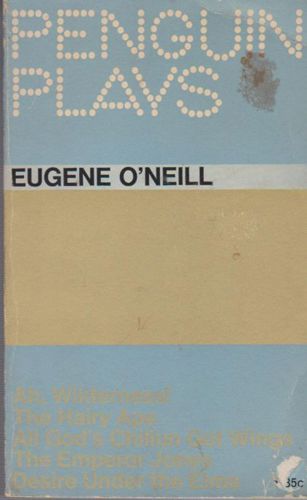 PENGUIN
PLAYS
EUGENE O'NEILL
Ah, Wilderness!
The Hairy Ape
All God's Chillun Got Wings
The Emperor Jones
Desire Under the Elms
85c